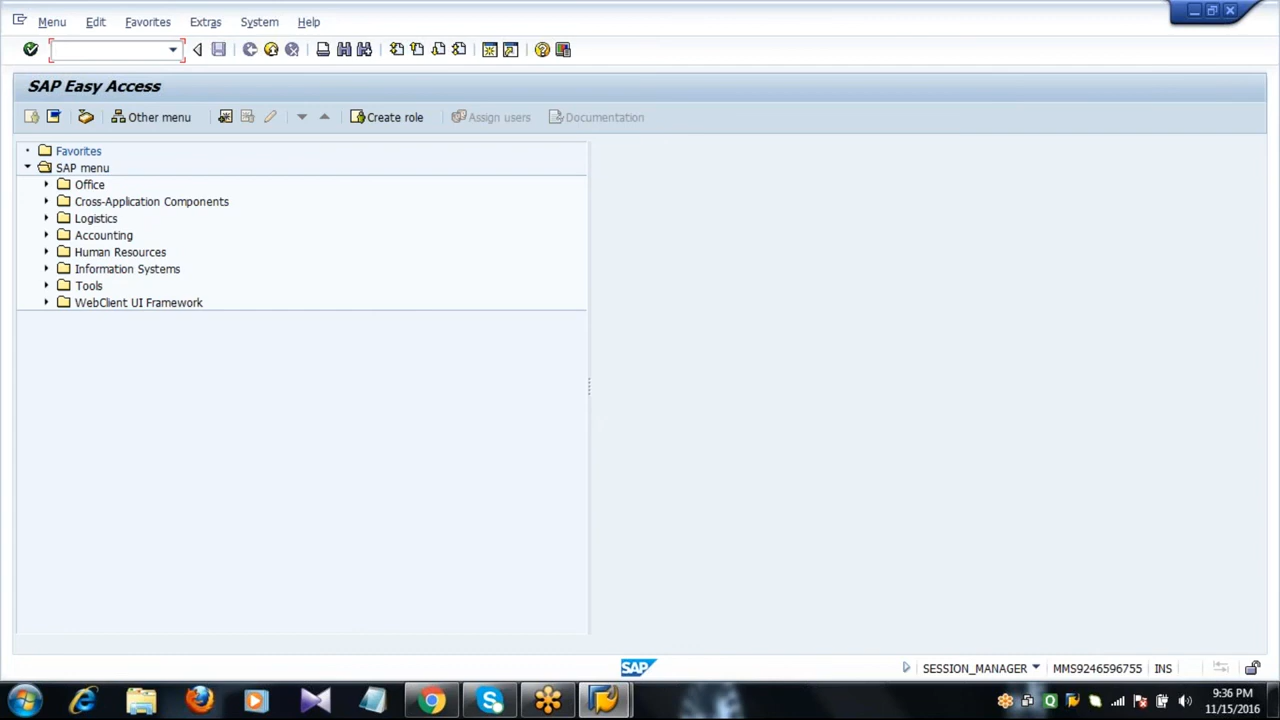 Menu Edit Favorites Extras System Help
SAP Easy Access
Other menu Create role Assign users Documentation
Favorites
SAP menu
Office
Cross-Application Components
Logistics
Accounting
Human Resources
Information Systems
Tools
WebClient UI Framework
SAP SESSION_MANAGER MMS9246596755 INS
9:36 PM
11/15/2016